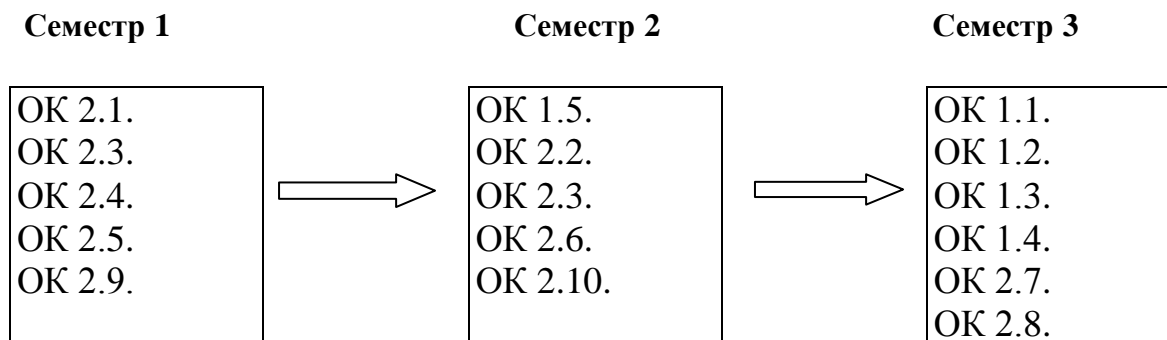 Семестр 1
Семестр 2
Семестр 3
ОК 2.1.
ОК 2.3.
ОК 2.4.
ОК 2.5.
ОК 2.9.
ОК 1.5.
ОК 2.2.
ОК 2.3.
ОК 2.6.
ОК 2.10.
ОК 1.1.
ОК 1.2.
ОК 1.3.
ОК 1.4.
ОК 2.7.
ОК 2.8.